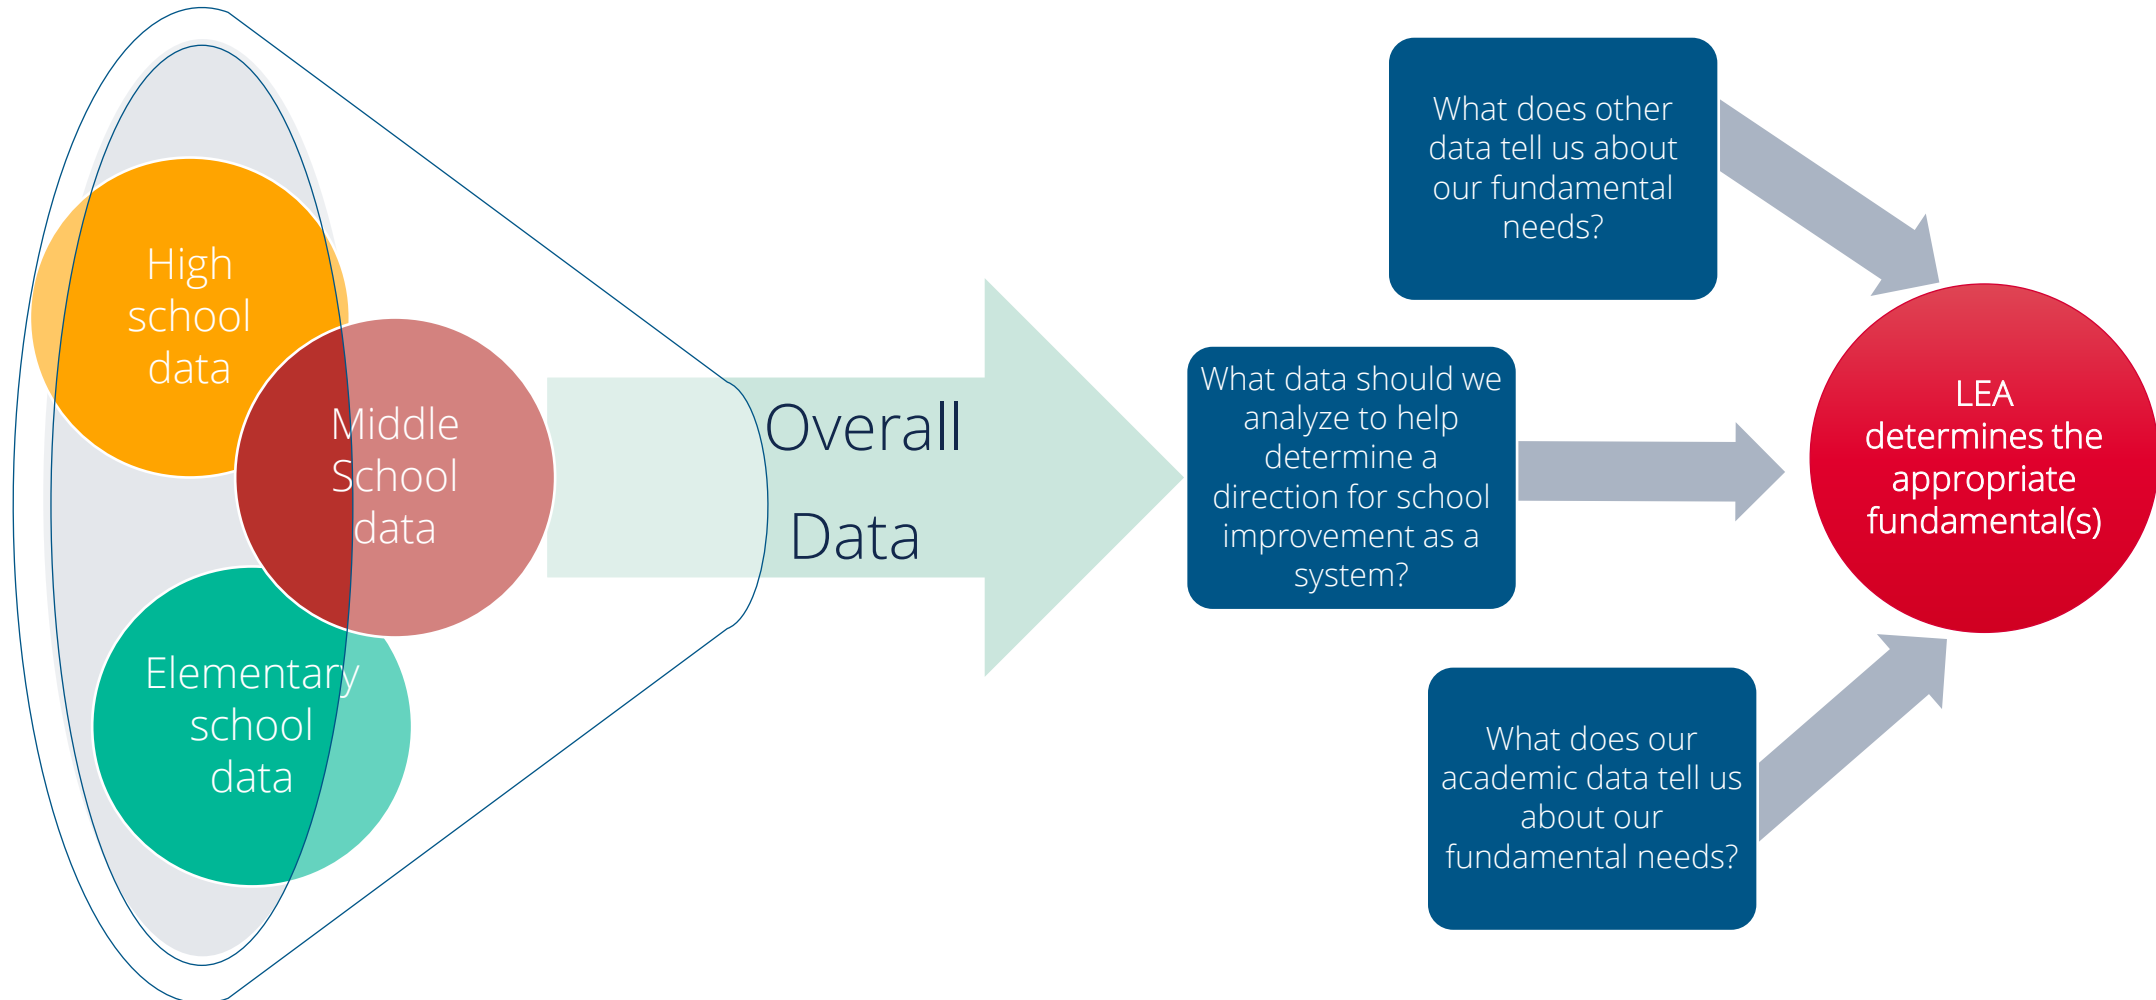 High
school
data
Middle
School
data
Elementary
school
data
Overall
Data
What does other
data tell us about
our fundamental
needs?
What data should we
analyze to help
determine a
direction for school
improvement as a
system?
What does our
academic data tell us
about our
fundamental needs?
LEA
determines the
appropriate
fundamental(s)